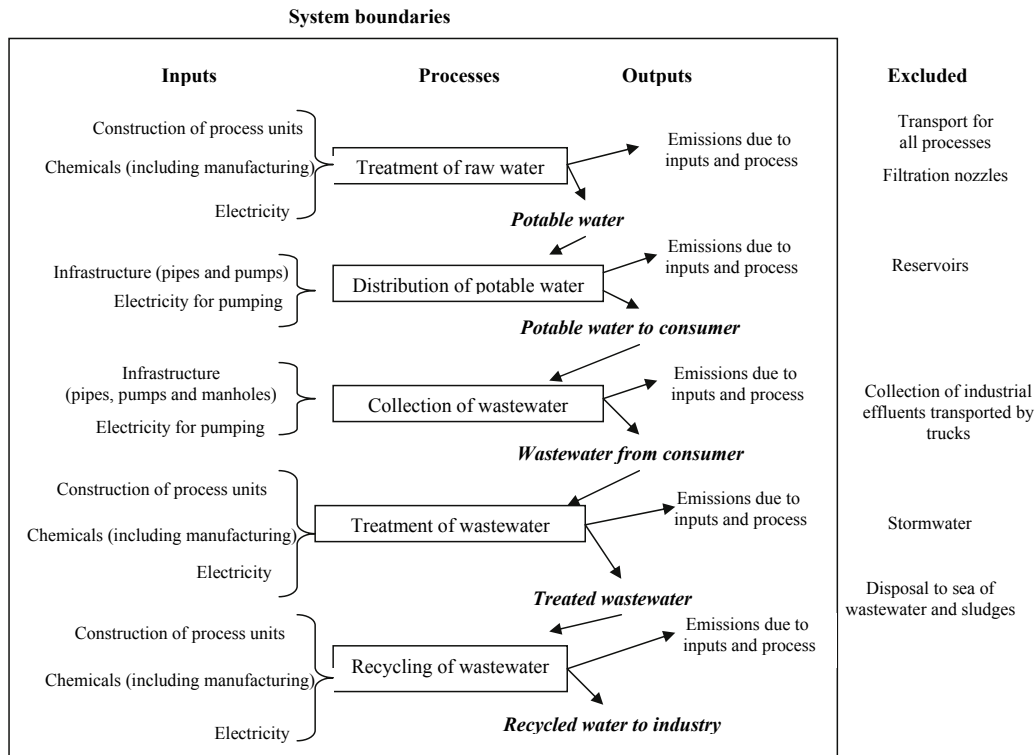 System boundaries
Inputs
Processes
Outputs
Excluded
Construction of process units
Chemicals (including manufacturing)
Electricity
Treatment of raw water
Emissions due to
inputs and process
Potable water
Transport for
all processes
Filtration nozzles
Infrastructure (pipes and pumps)
Electricity for pumping
Distribution of potable water
Emissions due to
inputs and process
Potable water to consumer
Reservoirs
Infrastructure
(pipes, pumps and manholes)
Electricity for pumping
Collection of wastewater
Emissions due to
inputs and process
Wastewater from consumer
Collection of industrial
effluents transported by
trucks
Construction of process units
Chemicals (including manufacturing)
Electricity
Treatment of wastewater
Emissions due to
inputs and process
Treated wastewater
Stormwater
Disposal to sea of
wastewater and sludges
Construction of process units
Chemicals (including manufacturing)
Electricity
Recycling of wastewater
Emissions due to
inputs and process
Recycled water to industry